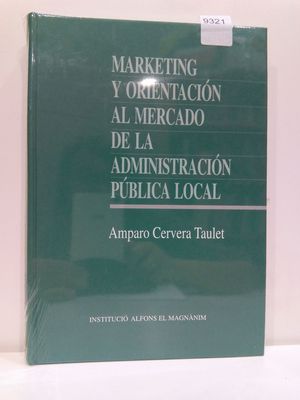 9321
MARKETING
Y ORIENTACIÓN
AL MERCADO
DE LA
ADMINISTRACIÓN
PÚBLICA LOCAL
Amparo Cervera Taulet
INSTITUCIÓ ALFONS EL MAGNÀNIM